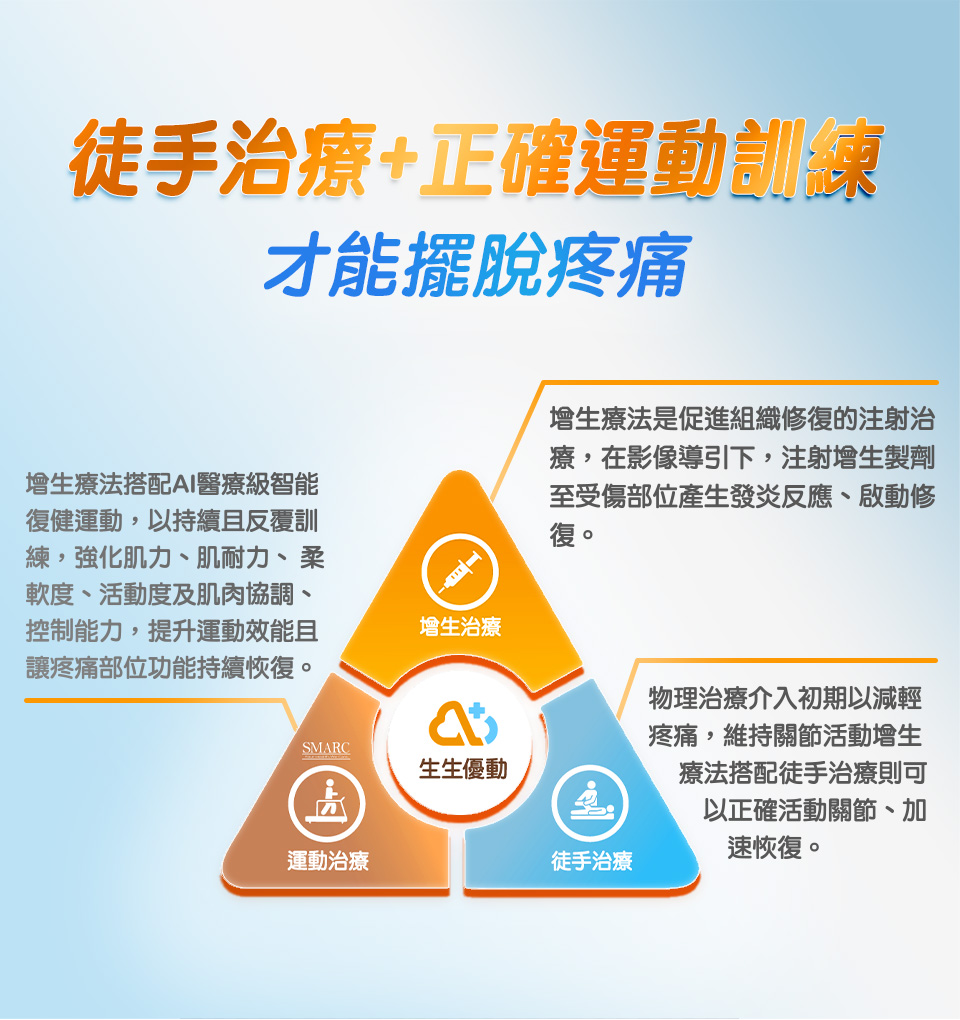 徒手治療+正確運動訓練
才能擺脫疼痛
增生療法是促進組織修復的注射治
療，在影像導引下，注射增生製劑
至受傷部位產生發炎反應、啟動修
復。
增生療法搭配AI醫療級智能
復健運動，以持續且反覆訓
練，強化肌力、肌耐力、 柔
軟度、活動度及肌肉協調、
控制能力，提升運動效能且
讓疼痛部位功能持續恢復。
增生治療
物理治療介入初期以減輕
疼痛，維持關節活動增生
療法搭配徒手治療則可
以正確活動關節、加
速恢復。
生生優動
SMARC
運動治療
徒手治療